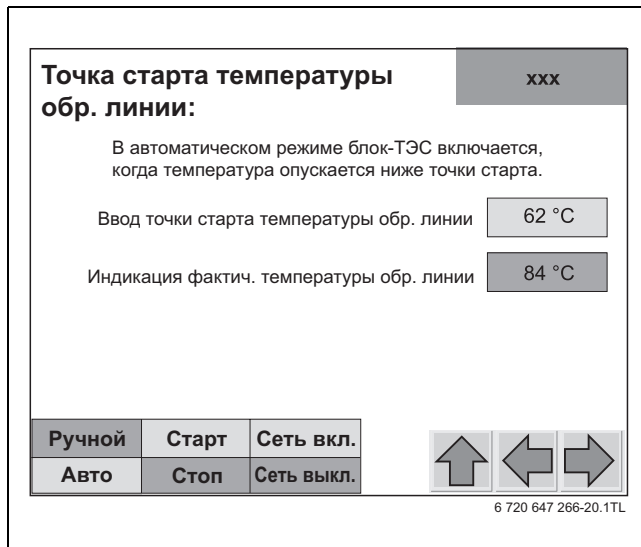 Точка старта температуры
обр. линии:
xxx
В автоматическом режиме блок-ТЭС включается,
когда температура опускается ниже точки старта.
Ввод точки старта температуры обр. линии
62 °C
Индикация фактич. температуры обр. линии
84 °C
Ручной Старт Сеть вкл.
Авто Стоп Сеть выкл.
6 720 647 266-20.1TL